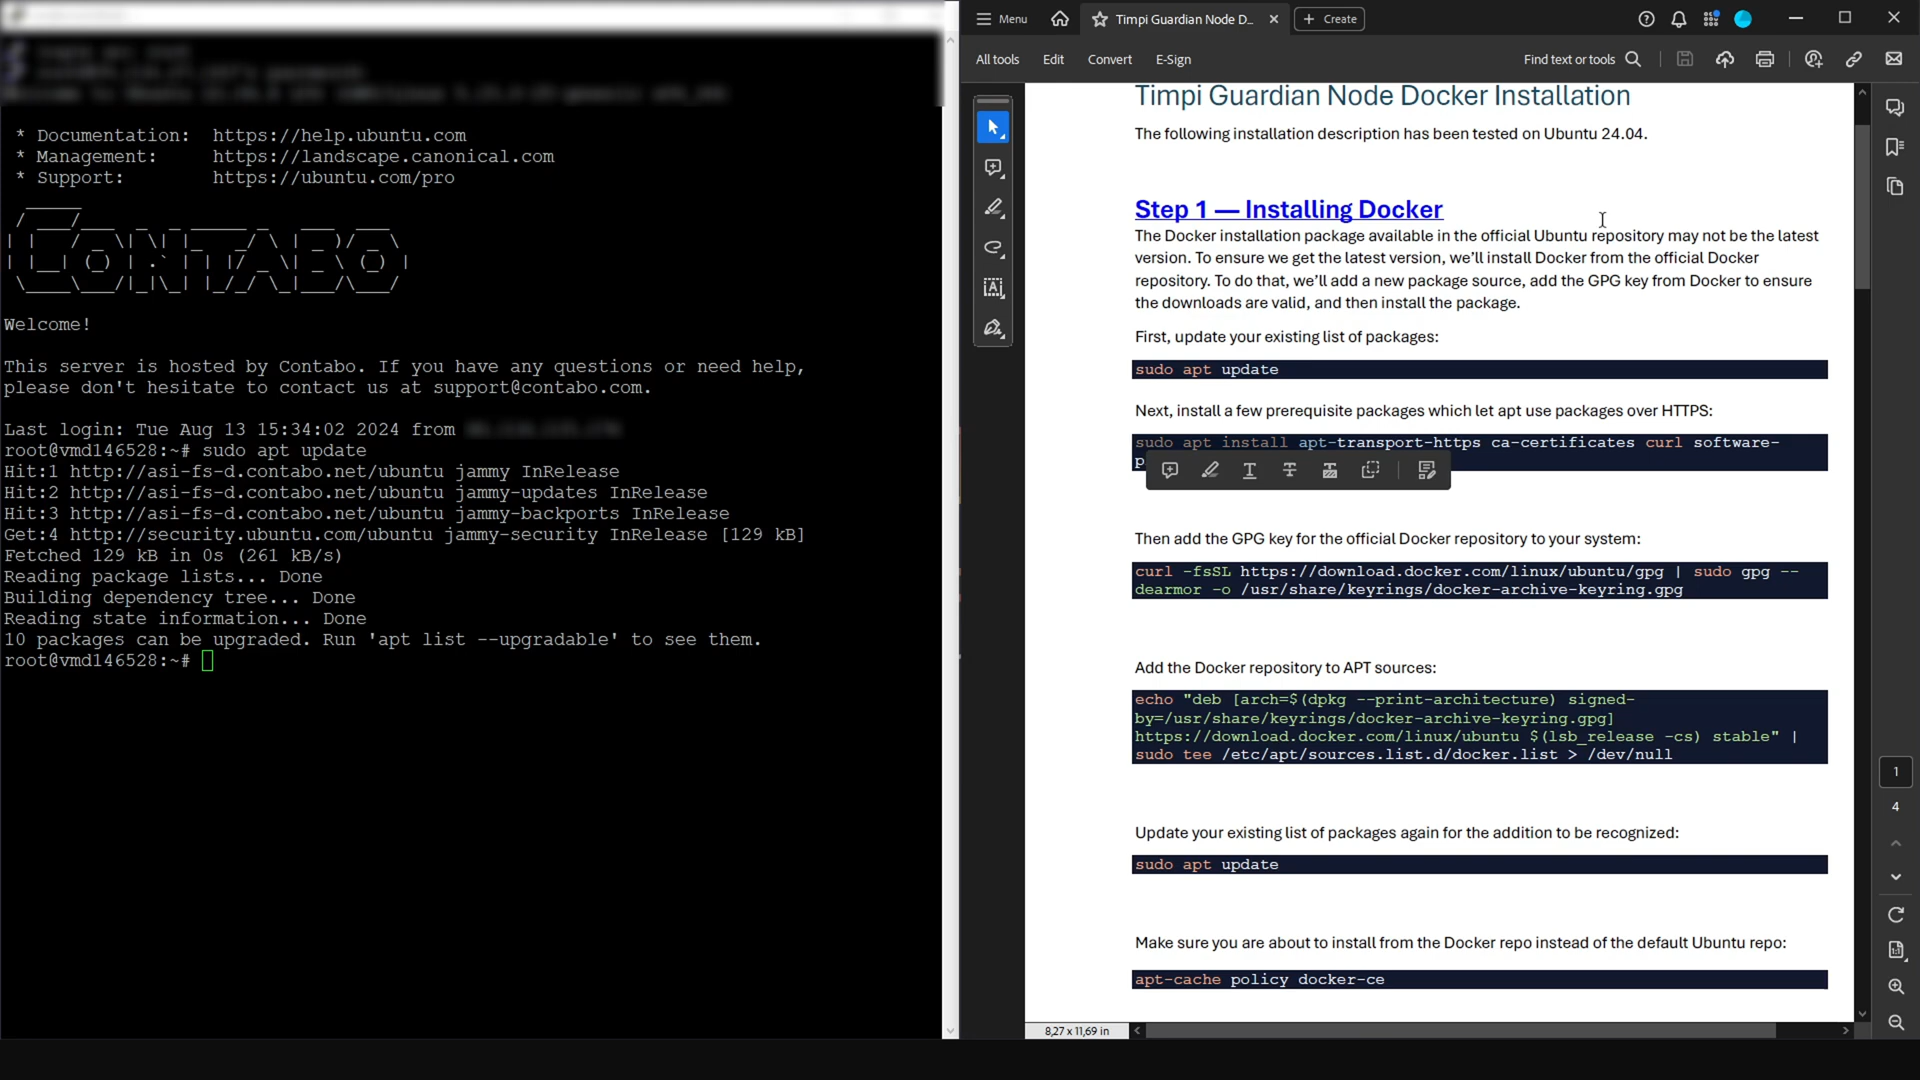 * Documentation:  https://help.ubuntu.com
* Management:     https://landscape.canonical.com
* Support:        https://ubuntu.com/pro
CONTABO
Welcome!
This server is hosted by Contabo. If you have any questions or need help,
please don't hesitate to contact us at support@contabo.com.
Last login: Tue Aug 13 15:34:02 2024 from
root@vmd146528:~# sudo apt update
Hit:1 http://asi-fs-d.contabo.net/ubuntu jammy InRelease
Hit:2 http://asi-fs-d.contabo.net/ubuntu jammy-updates InRelease
Hit:3 http://asi-fs-d.contabo.net/ubuntu jammy-backports InRelease
Get:4 http://security.ubuntu.com/ubuntu jammy-security InRelease [129 kB]
Fetched 129 kB in 0s (261 kB/s)
Reading package lists... Done
Building dependency tree... Done
Reading state information... Done
10 packages can be upgraded. Run 'apt list --upgradable' to see them.
root@vmd146528:~#
Menu
Timpi Guardian Node D...
Create
All tools
Edit
Convert
E-Sign
Find text or tools
Timpi Guardian Node Docker Installation
The following installation description has been tested on Ubuntu 24.04.
Step 1 — Installing Docker
The Docker installation package available in the official Ubuntu repository may not be the latest
version. To ensure we get the latest version, we'll install Docker from the official Docker
repository. To do that, we'll add a new package source, add the GPG key from Docker to ensure
the downloads are valid, and then install the package.
First, update your existing list of packages:
sudo apt update
Next, install a few prerequisite packages which let apt use packages over HTTPS:
sudo apt install apt-transport-https ca-certificates curl software-
p
Then add the GPG key for the official Docker repository to your system:
curl -fsSL https://download.docker.com/linux/ubuntu/gpg | sudo gpg --
dearmor -o /usr/share/keyrings/docker-archive-keyring.gpg
Add the Docker repository to APT sources:
echo "deb [arch=$(dpkg --print-architecture) signed-
by=/usr/share/keyrings/docker-archive-keyring.gpg]
https://download.docker.com/linux/ubuntu $(lsb_release -cs) stable" |
sudo tee /etc/apt/sources.list.d/docker.list > /dev/null
Update your existing list of packages again for the addition to be recognized:
sudo apt update
Make sure you are about to install from the Docker repo instead of the default Ubuntu repo:
apt-cache policy docker-ce
1
4
8,27 x 11,69 in